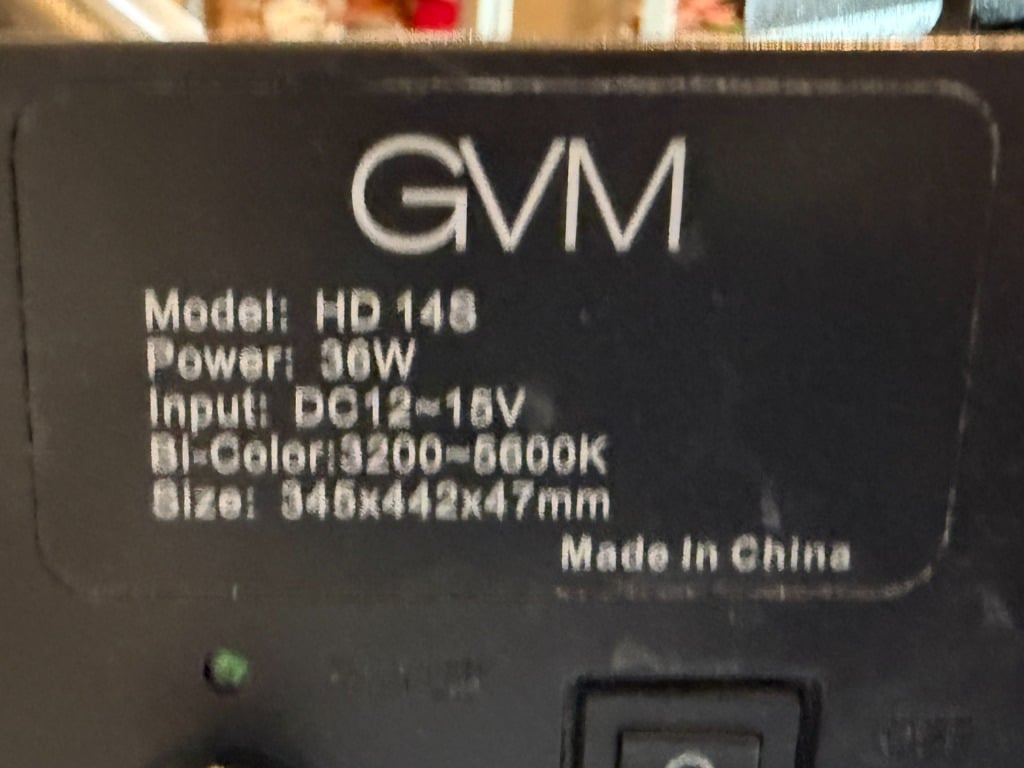 GVM
Model: HD 148
Power: 36W
Input: DC12~15V
Bi-Color:3200~5600K
Size: 345x442x47mm
Made In China